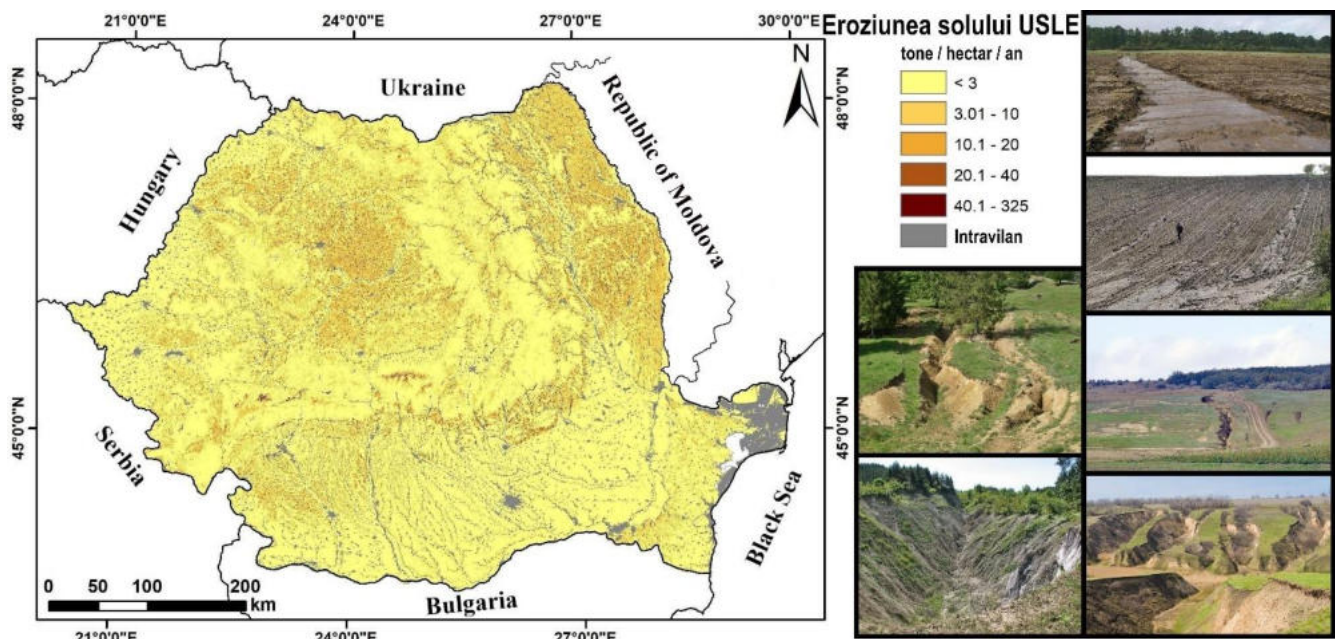 21°0'0"E
24°0'0"E
27°0'0"E
30°0'0"E
Eroziunea solului USLE
tone / hectar / an
< 3
3.01 - 10
10.1 - 20
20.1 - 40
40.1 - 325
Intravilan
N
48°0'0"N
48°0'0"N
Ukraine
Republic of Moldova
Hungary
45°0'0"N
45°0'0"N
Serbia
Black Sea
Bulgaria
0 50 100 200
km
21°0'0"E
24°0'0"E
27°0'0"E